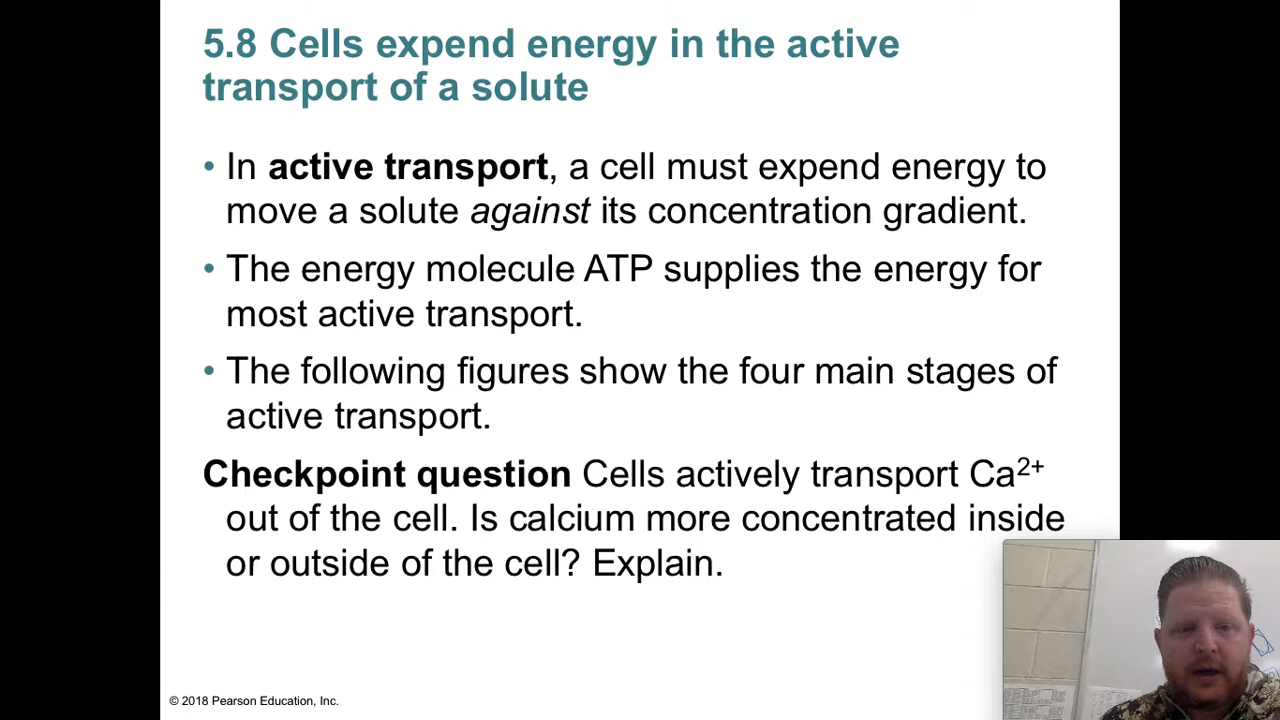 5.8 Cells expend energy in the active
transport of a solute
• In active transport, a cell must expend energy to
move a solute against its concentration gradient.
• The energy molecule ATP supplies the energy for
most active transport.
• The following figures show the four main stages of
active transport.
Checkpoint question Cells actively transport Ca²⁺
out of the cell. Is calcium more concentrated inside
or outside of the cell? Explain.
© 2018 Pearson Education, Inc.